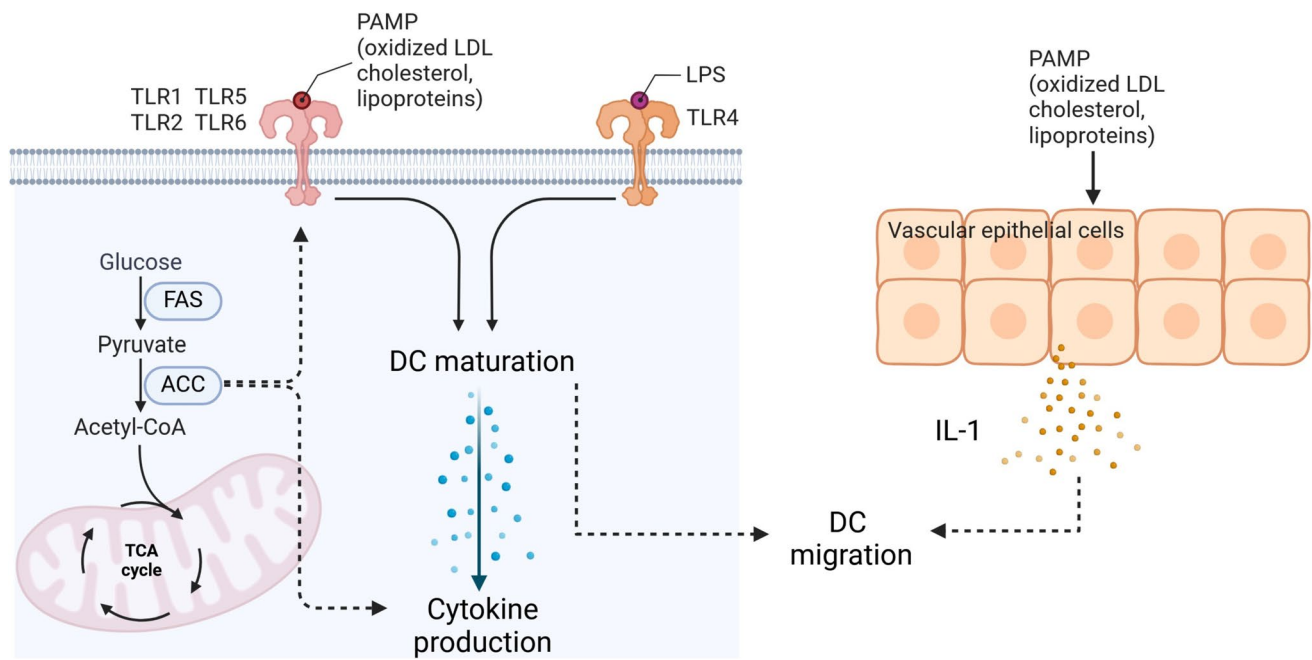 PAMP
(oxidized LDL
cholesterol,
lipoproteins)
TLR1 TLR5
TLR2 TLR6
LPS
TLR4
PAMP
(oxidized LDL
cholesterol,
lipoproteins)
Vascular epithelial cells
Glucose
FAS
Pyruvate
ACC
Acetyl-CoA
TCA
cycle
DC maturation
Cytokine
production
IL-1
DC
migration